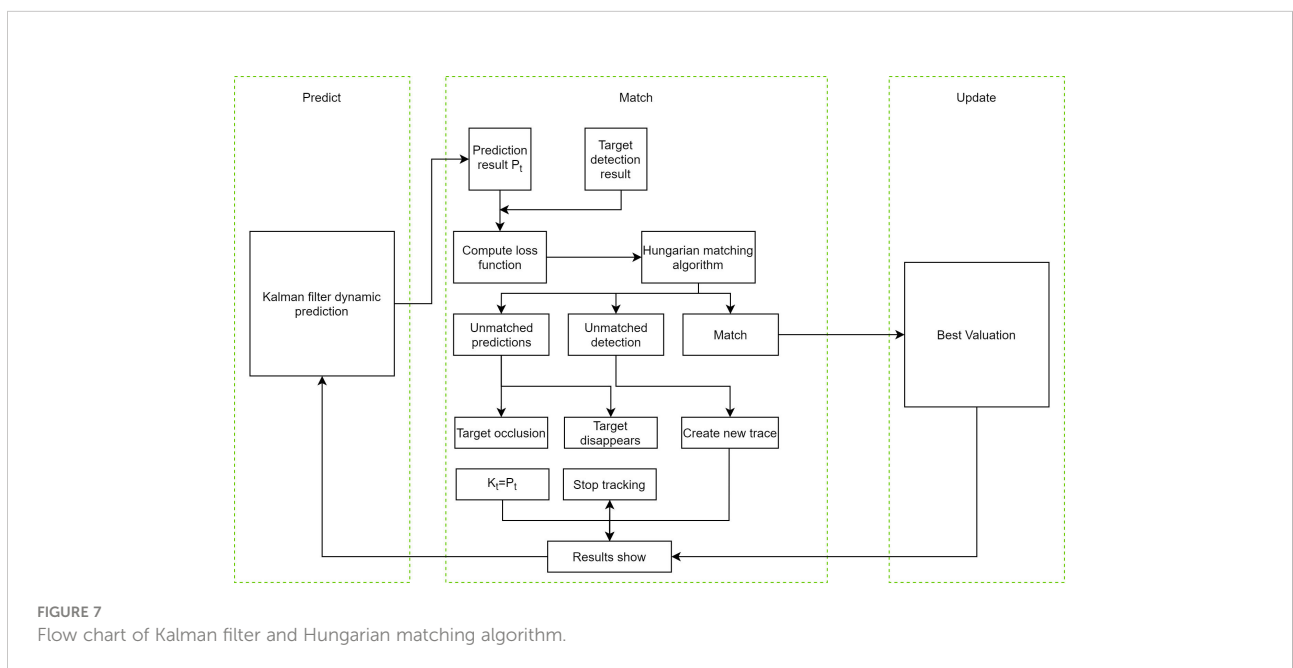 Predict
Match
Update
Prediction
result Pt
Target
detection
result
Compute loss
function
Hungarian matching
algorithm
Kalman filter dynamic
prediction
Unmatched
predictions
Unmatched
detection
Match
Best Valuation
Target occlusion
Target
disappears
Create new trace
Kt=Pt
Stop tracking
Results show
FIGURE 7
Flow chart of Kalman filter and Hungarian matching algorithm.